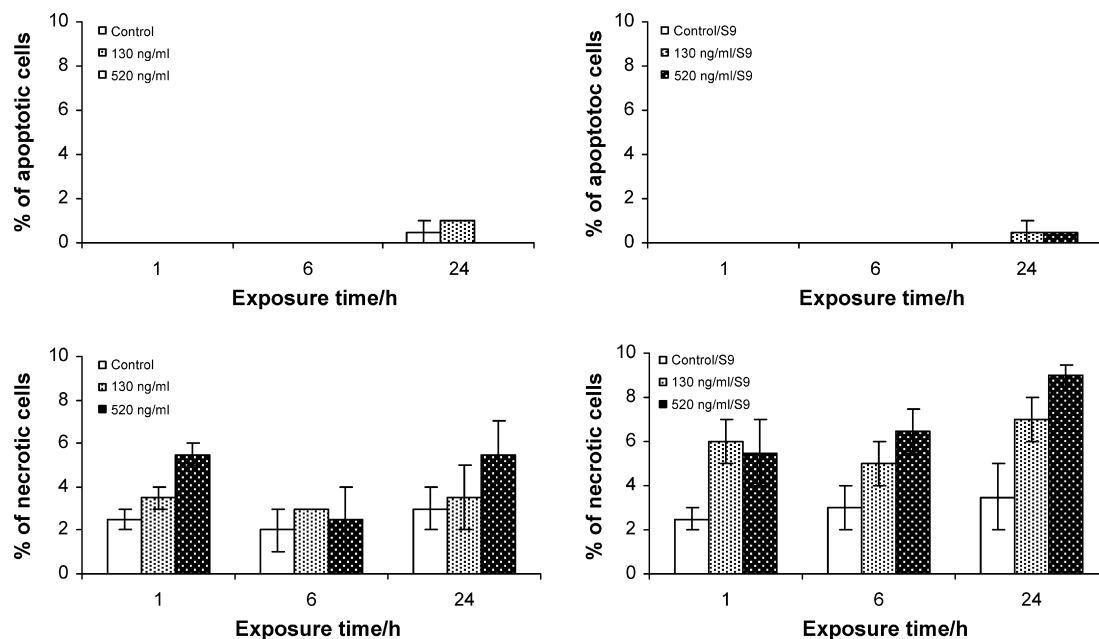 % of apoptotic cells
10
8
6
4
2
0
Control
130 ng/ml
520 ng/ml
1 6 24
Exposure time/h
% of apoptotoc cells
10
8
6
4
2
0
Control/S9
130 ng/ml/S9
520 ng/ml/S9
1 6 24
Exposure time/h
% of necrotic cells
10
8
6
4
2
0
Control
130 ng/ml
520 ng/ml
1 6 24
Exposure time/h
% of necrotic cells
10
8
6
4
2
0
Control/S9
130 ng/ml/S9
520 ng/ml/S9
1 6 24
Exposure time/h